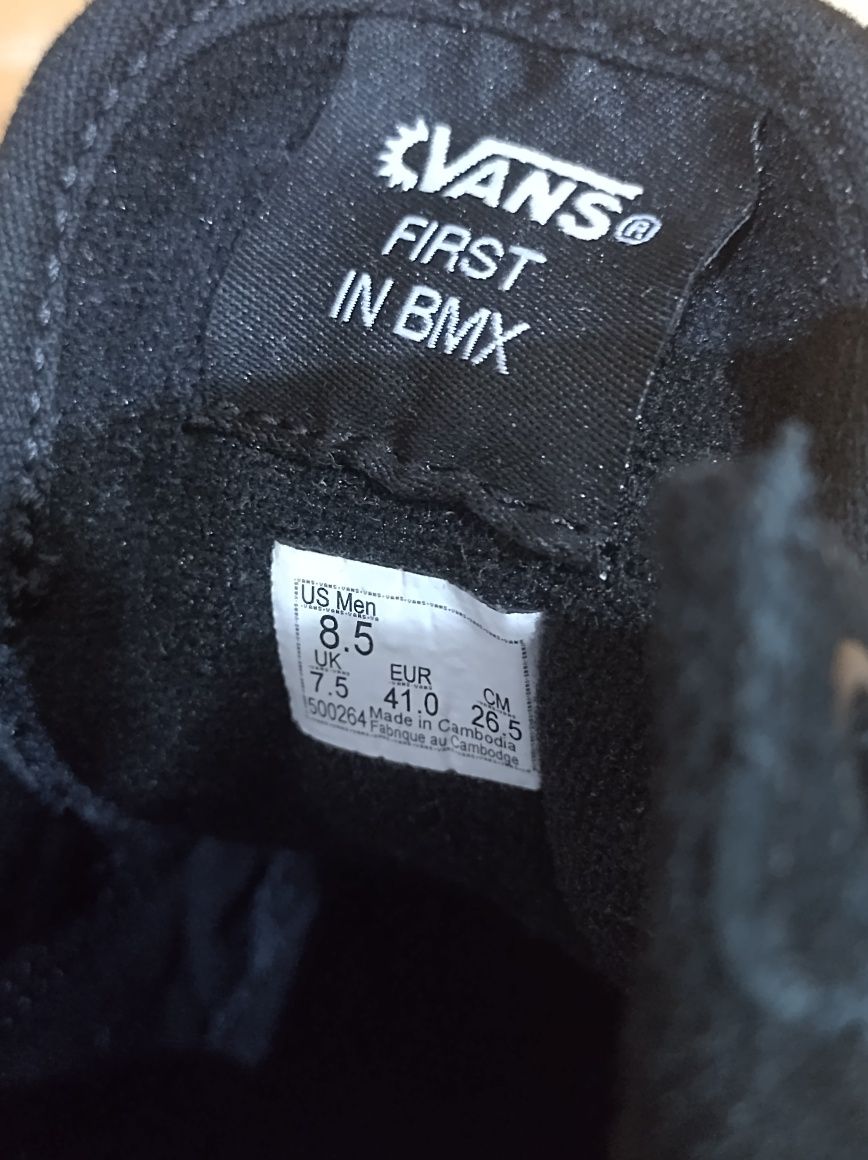 VANS®
FIRST
IN BMX
US Men
8.5
UK
7.5
EUR
41.0
CM
26.5
500264 Made in Cambodia
Fabrique au Cambodge